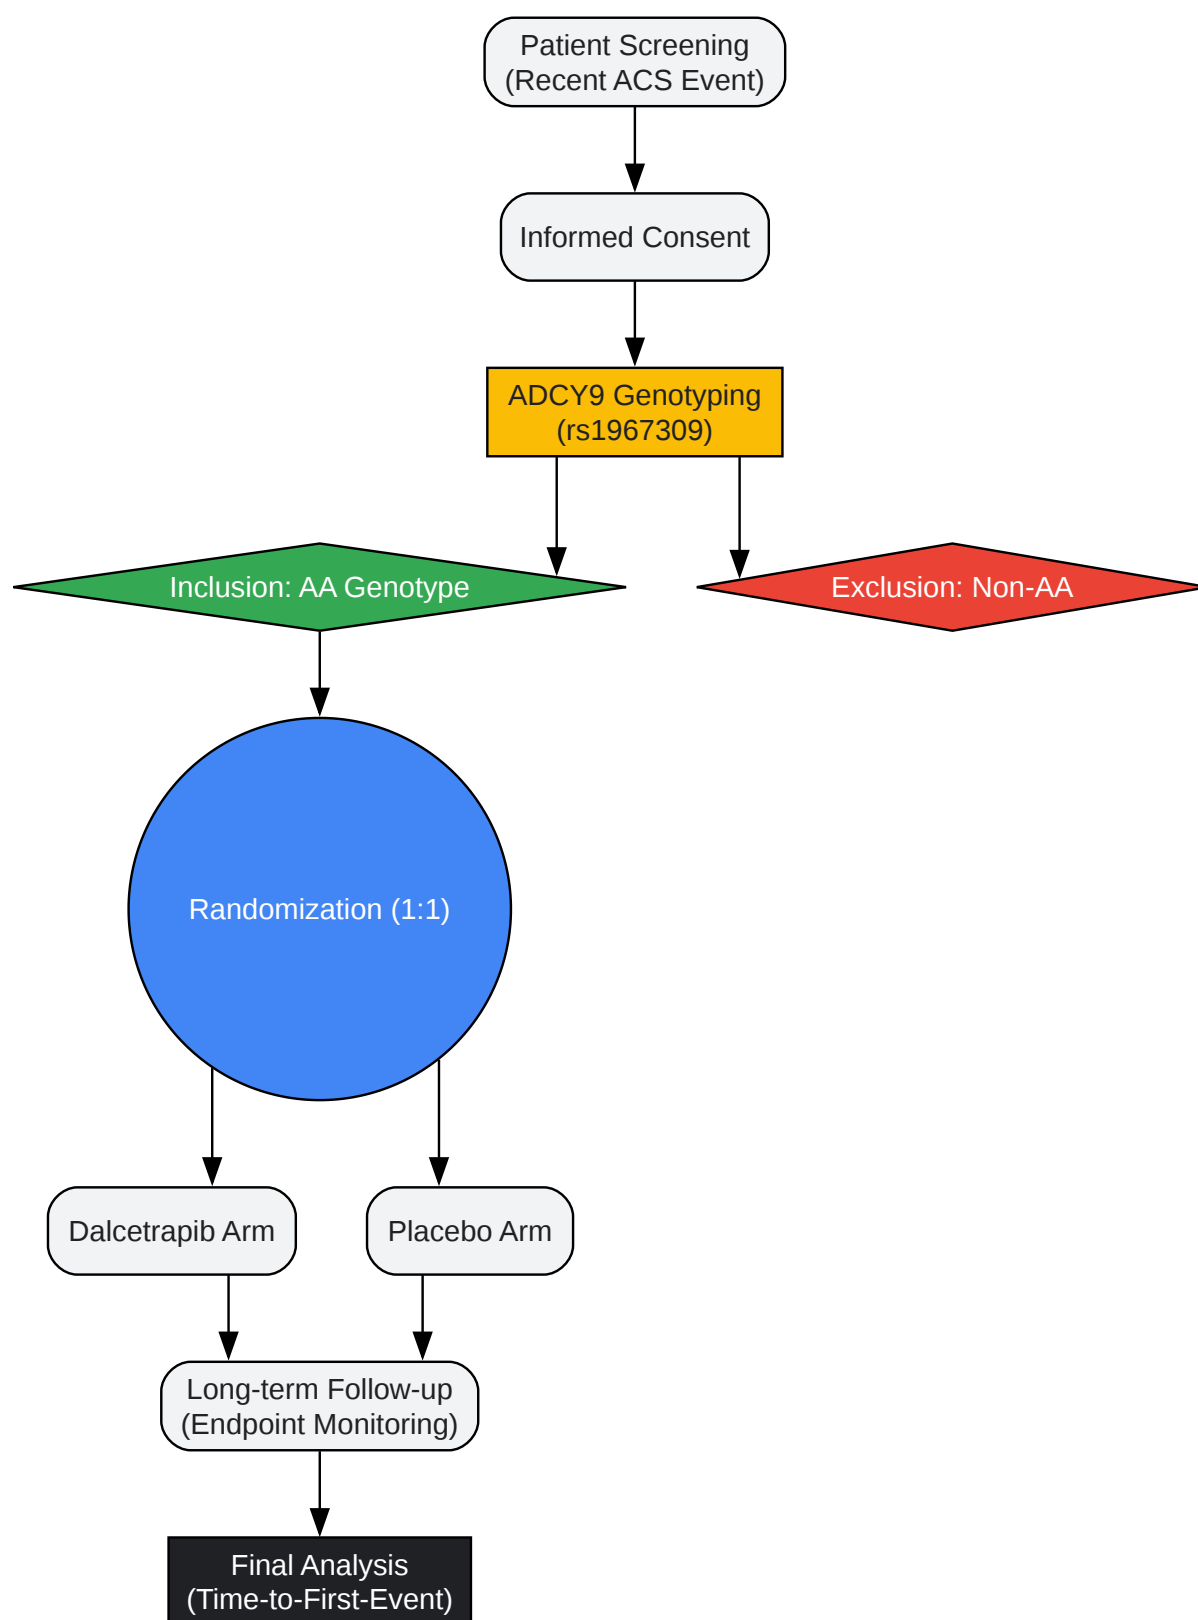 Patient Screening
(Recent ACS Event)
Informed Consent
ADCY9 Genotyping
(rs1967309)
Inclusion: AA Genotype
Exclusion: Non-AA
Randomization (1:1)
Dalcetrapib Arm
Placebo Arm
Long-term Follow-up
(Endpoint Monitoring)
Final Analysis
(Time-to-First-Event)